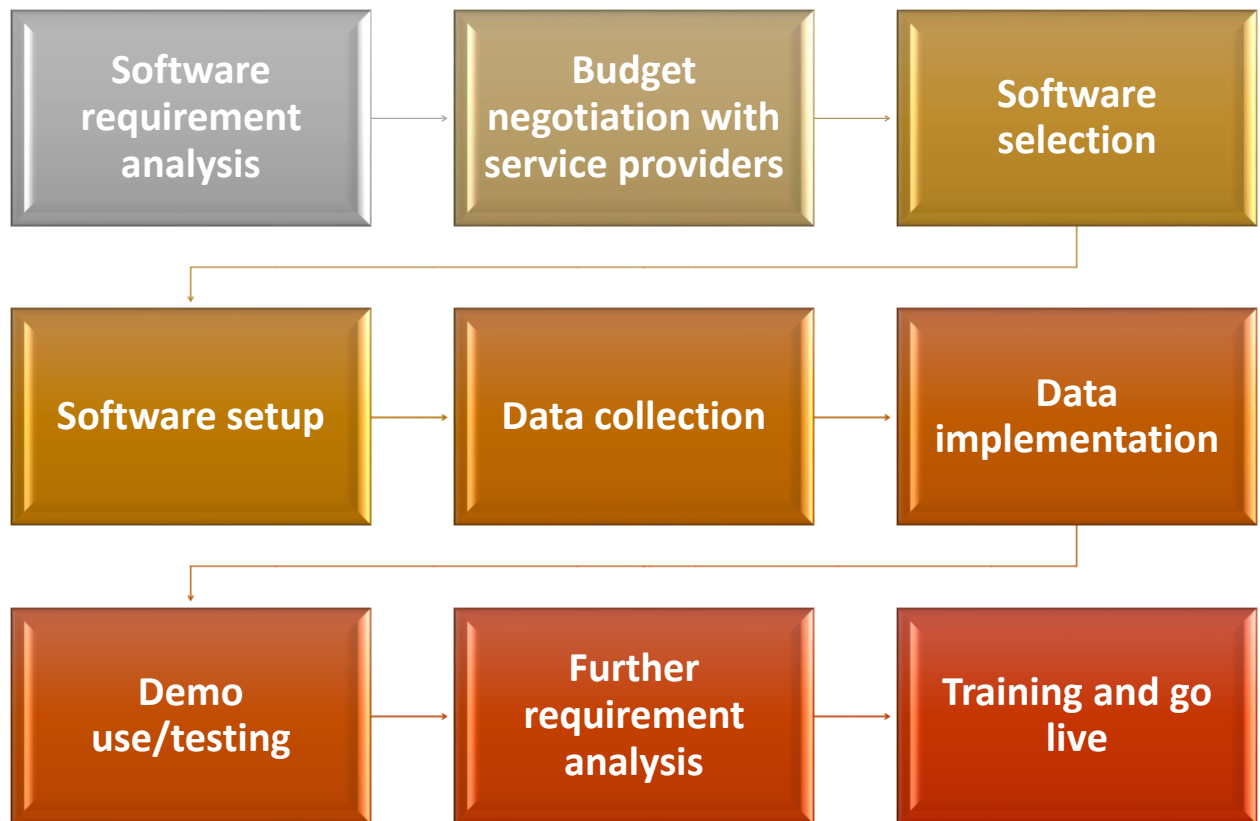 Software
requirement
analysis
Budget
negotiation with
service providers
Software
selection
Software setup
Data collection
Data
implementation
Demo
use/testing
Further
requirement
analysis
Training and go
live